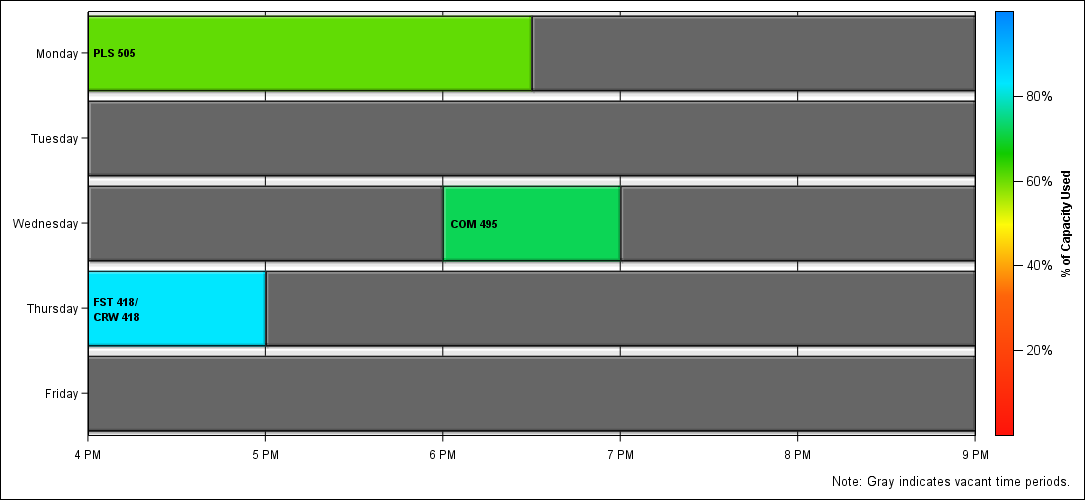 Monday
PLS 505
Tuesday
Wednesday
COM 495
Thursday
FST 418/
CRW 418
Friday
4 PM
5 PM
6 PM
7 PM
8 PM
9 PM
80%
60%
40%
20%
% of Capacity Used
Note: Gray indicates vacant time periods.